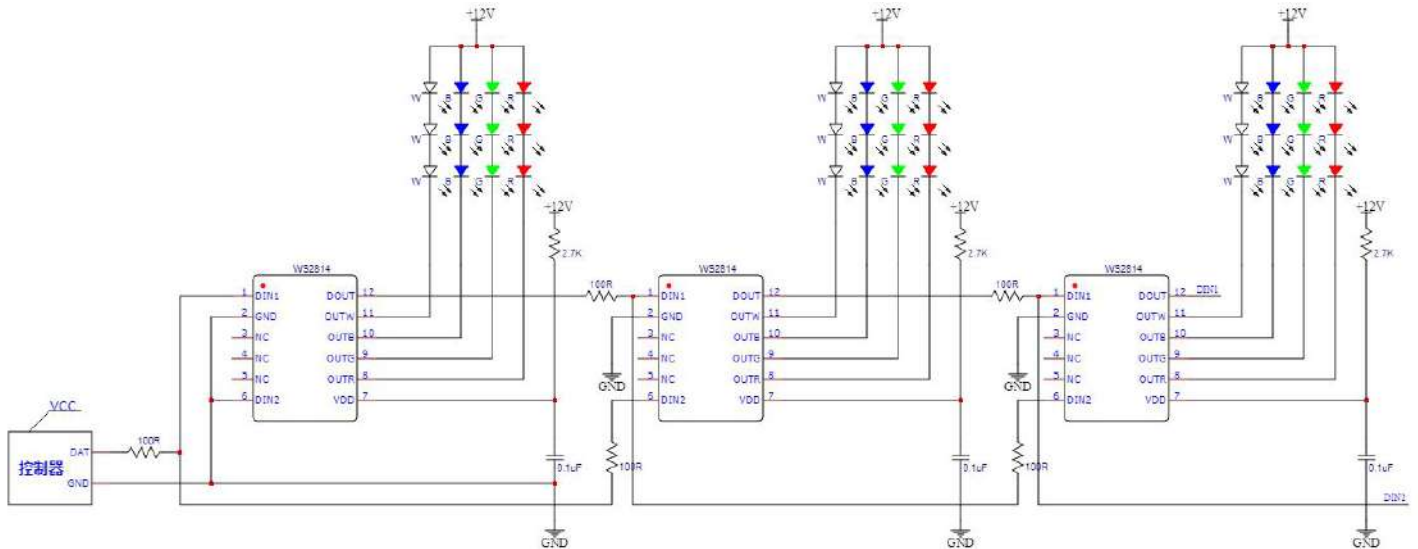 +12V
+12V
+12V
W B G R
W B G R
W B G R
W B G R
W B G R
W B G R
W B G R
W B G R
W B G R
+12V
+12V
+12V
2.7K
2.7K
2.7K
WS2814
1 DIN1 DOUT 12
2 GND OUTW 11
3 NC OUTB 10
4 NC OUTG 9
5 NC OUTR 8
6 DIN2 VDD 7
100R
WS2814
1 DIN1 DOUT 12
2 GND OUTW 11
3 NC OUTB 10
4 NC OUTG 9
5 NC OUTR 8
6 DIN2 VDD 7
GND
100R
WS2814
1 DIN1 DOUT 12 DIN1
2 GND OUTW 11
3 NC OUTB 10
4 NC OUTG 9
5 NC OUTR 8
6 DIN2 VDD 7
GND
VCC
控制器
DAT
GND
100R
0.1uF
100R
0.1uF
100R
0.1uF
GND
GND
GND